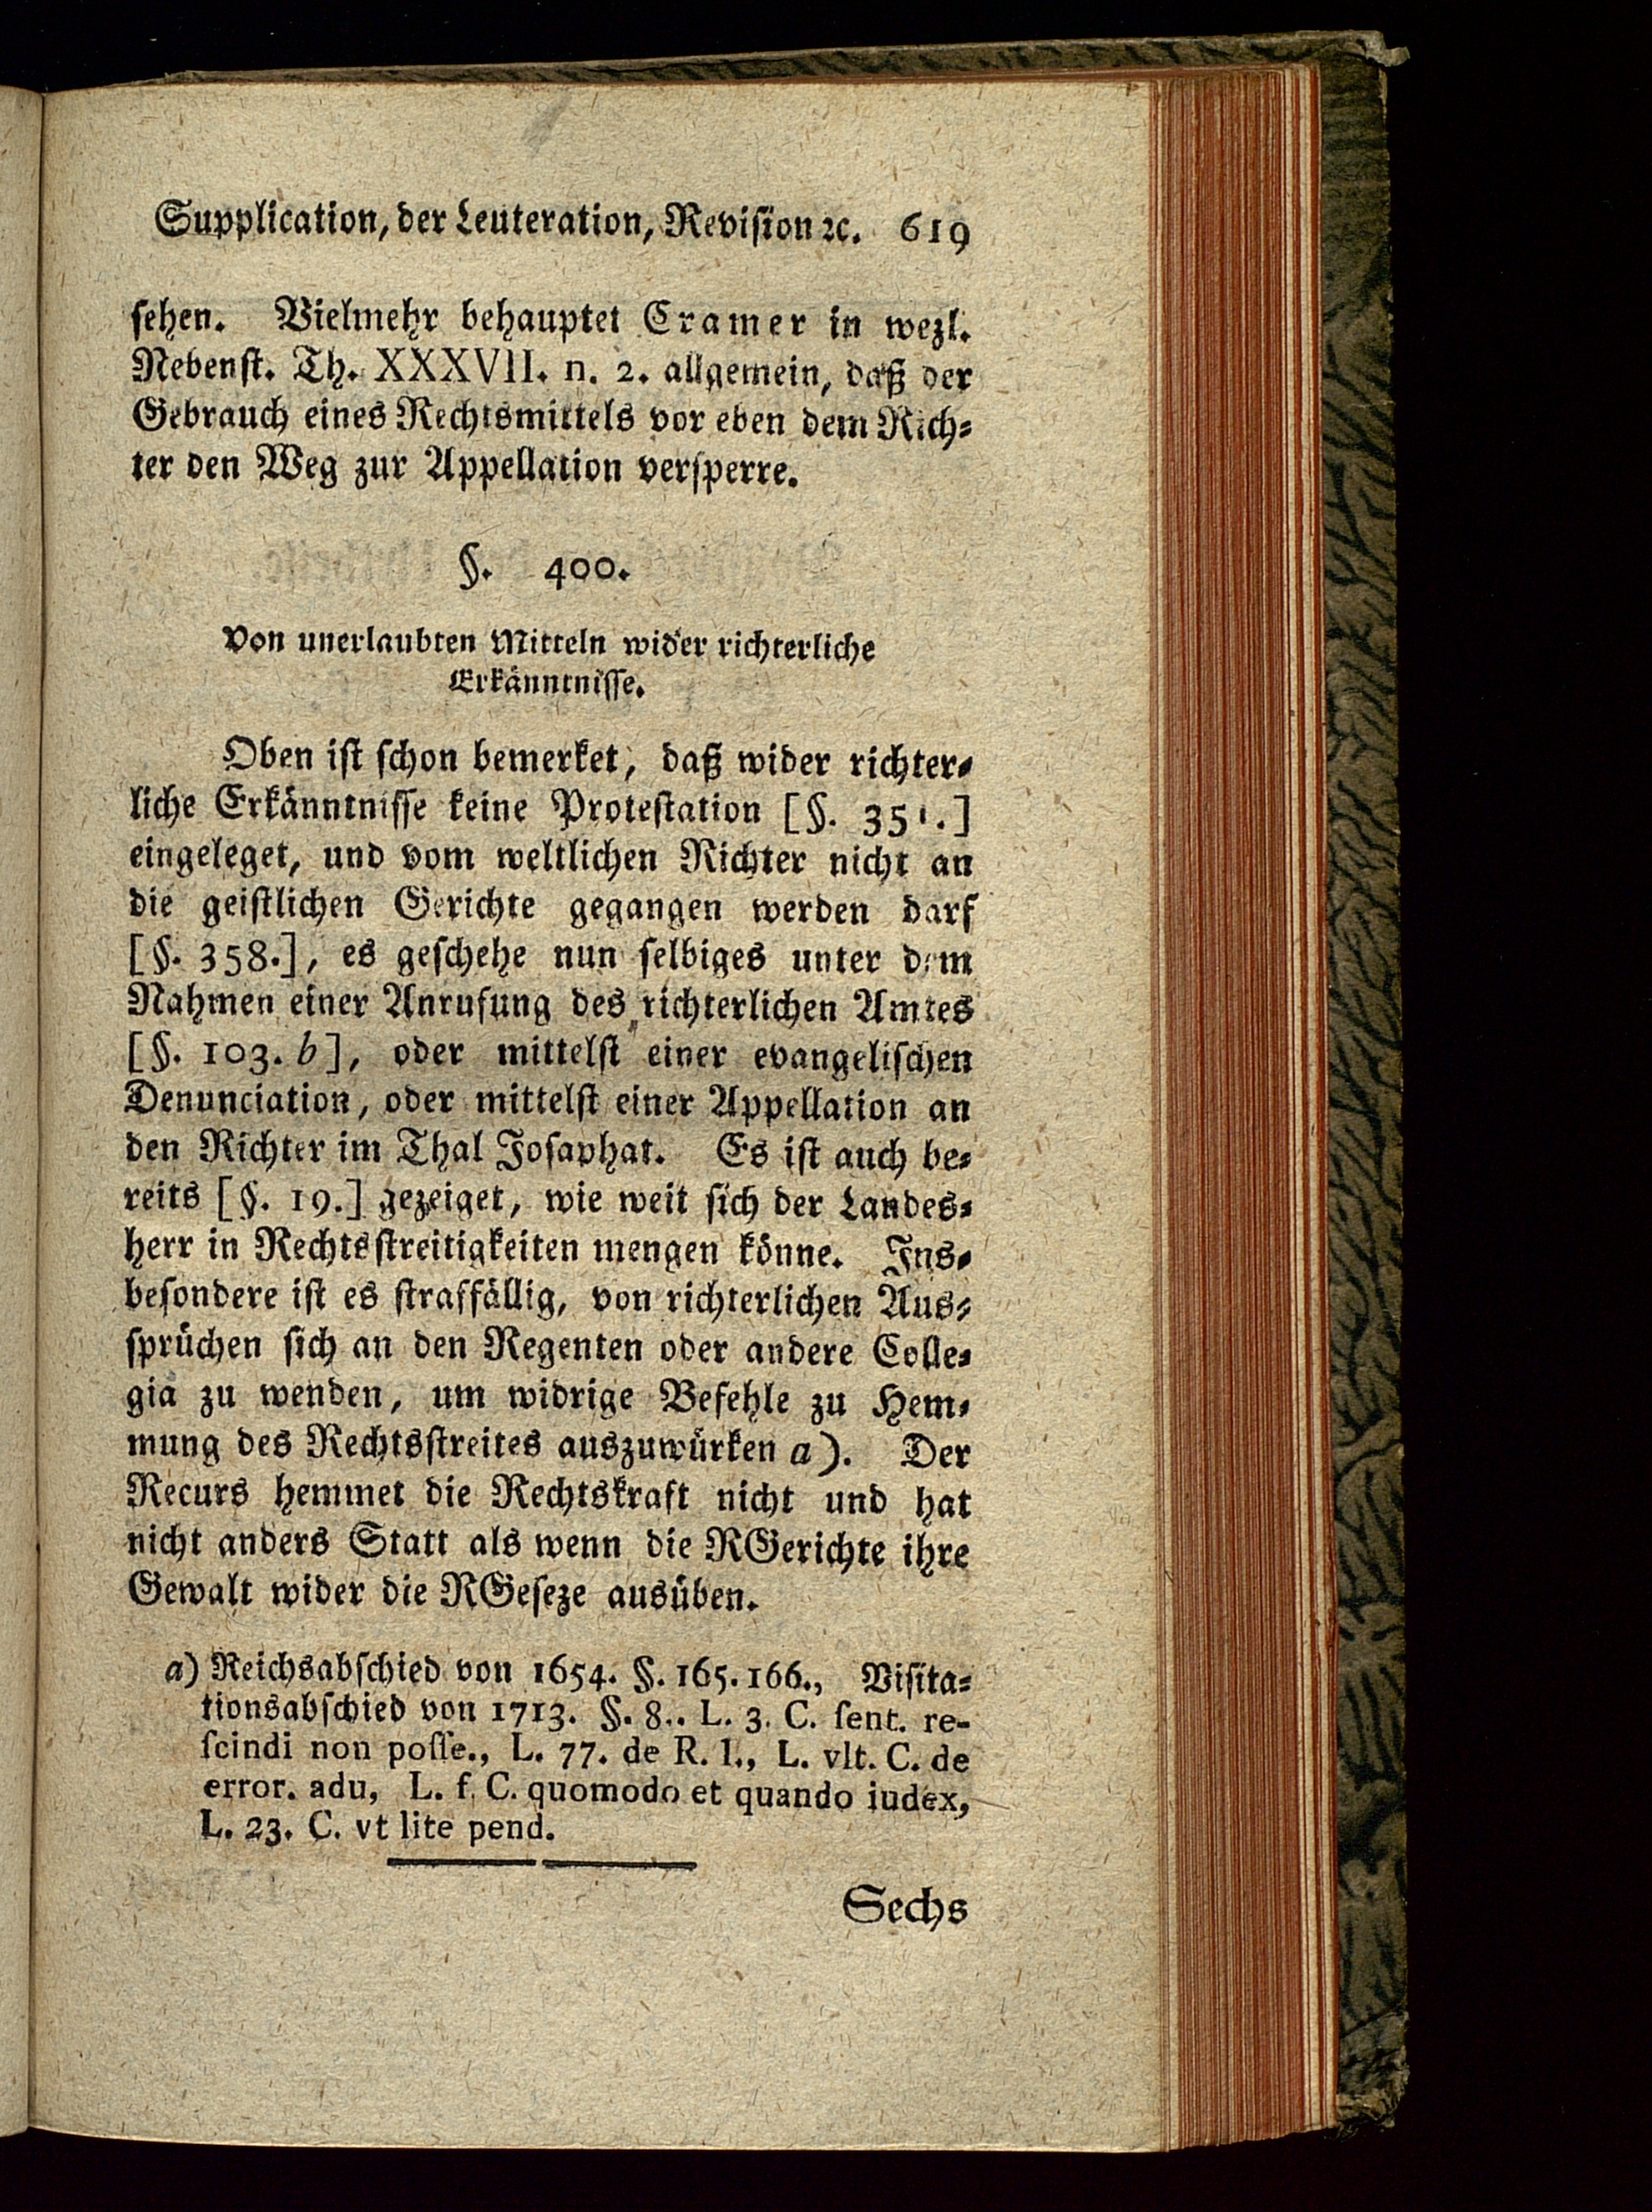 Supplication, der Leuteration, Reviſion ꝛc. 619
ſehen. Vielmehr behauptet Cramer in wezl.
Nebenſt. Th. XXXVII. n. 2. allgemein, daß der
Gebrauch eines Rechtsmittels vor eben dem Rich⸗
ter den Weg zur Appellation verſperre.
§. 400.
Von unerlaubten Mitteln wider richterliche
Erkänntniſſe.
Oben iſt ſchon bemerket, daß wider richter⸗
liche Erkänntniſſe keine Proteſtation [§. 351.]
eingeleget, und vom weltlichen Richter nicht an
die geiſtlichen Gerichte gegangen werden darf
[§. 358.], es geſchehe nun ſelbiges unter dem
Nahmen einer Anrufung des richterlichen Amtes
[§. 103. b], oder mittelſt einer evangeliſchen
Denunciation, oder mittelſt einer Appellation an
den Richter im Thal Joſaphat. Es iſt auch be⸗
reits [§. 19.] gezeiget, wie weit ſich der Landes⸗
herr in Rechtsſtreitigkeiten mengen könne. Ins⸗
beſondere iſt es ſtraffällig, von richterlichen Aus⸗
ſprüchen ſich an den Regenten oder andere Colle⸗
gia zu wenden, um widrige Befehle zu Hem⸗
mung des Rechtsſtreites auszuwürken a). Der
Recurs hemmet die Rechtskraft nicht und hat
nicht anders Statt als wenn die RGerichte ihre
Gewalt wider die RGeſeze ausüben.
a) Reichsabſchied von 1654. §. 165. 166., Viſita⸗
tionsabſchied von 1713. §. 8.. L. 3. C. ſent. re-
ſcindi non poſſe., L. 77. de R. I., L. vlt. C. de
error. adu, L. f. C. quomodo et quando iudex,
L. 23. C. vt lite pend.
Sechs